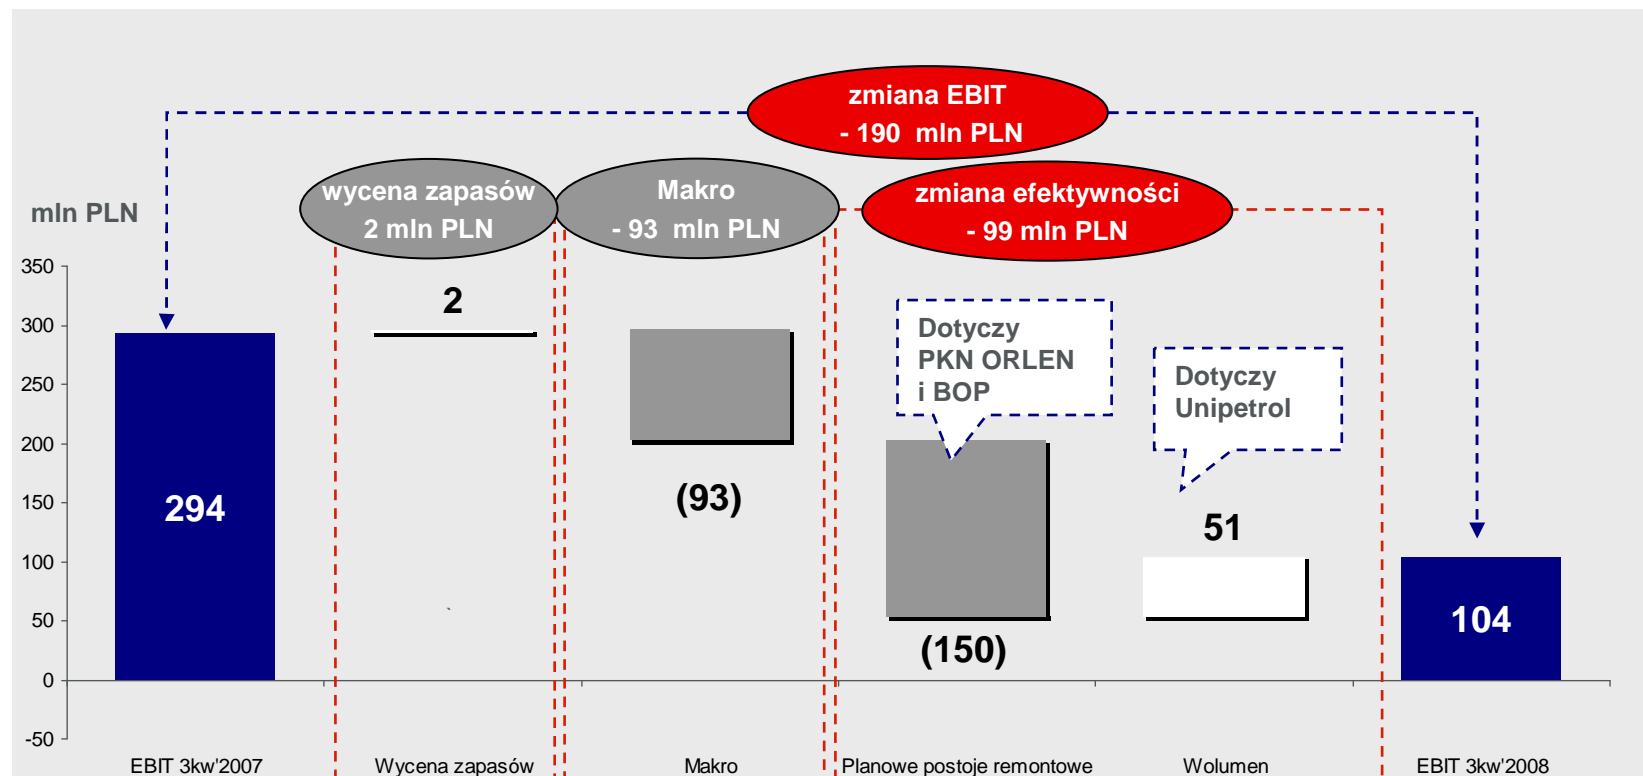 zmiana EBIT
- 190 mln PLN
wycena zapasów
2 mln PLN
Makro
- 93 mln PLN
zmiana efektywności
- 99 mln PLN
mln PLN
350
300
250
200
150
100
50
0
-50
294
2
(93)
Dotyczy
PKN ORLEN
i BOP
(150)
Dotyczy
Unipetrol
51
104
EBIT 3kw'2007
Wycena zapasów
Makro
Planowe postoje remontowe
Wolumen
EBIT 3kw'2008